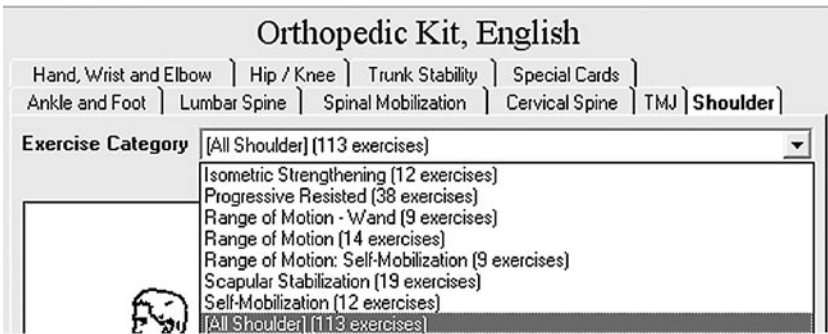 Orthopedic Kit, English
Hand, Wrist and Elbow Hip / Knee Trunk Stability Special Cards
Ankle and Foot Lumbar Spine Spinal Mobilization Cervical Spine TMJ Shoulder
Exercise Category [All Shoulder] (113 exercises)
Isometric Strengthening (12 exercises)
Progressive Resisted (38 exercises)
Range of Motion - Wand (9 exercises)
Range of Motion (14 exercises)
Range of Motion: Self-Mobilization (9 exercises)
Scapular Stabilization (19 exercises)
Self-Mobilization (12 exercises)
[All Shoulder] (113 exercises)